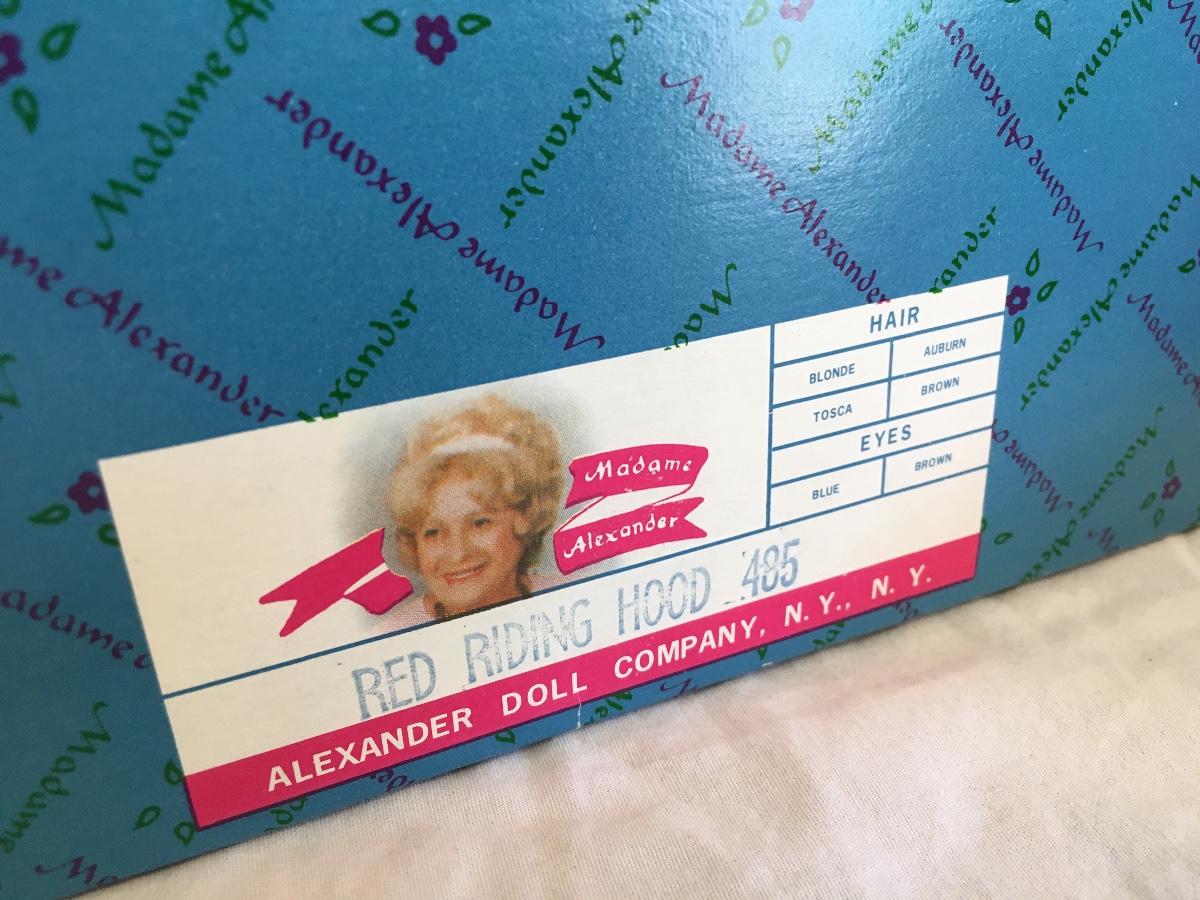 Madame Alexander
Madame Alexander
Madame Alexander
Madame Alexander
Madame Alexander
Madame
Alexander
HAIR
BLONDE AUBURN
TOSCA BROWN
EYES
BLUE BROWN
RED RIDING HOOD 485
ALEXANDER DOLL COMPANY, N. Y., N. Y.